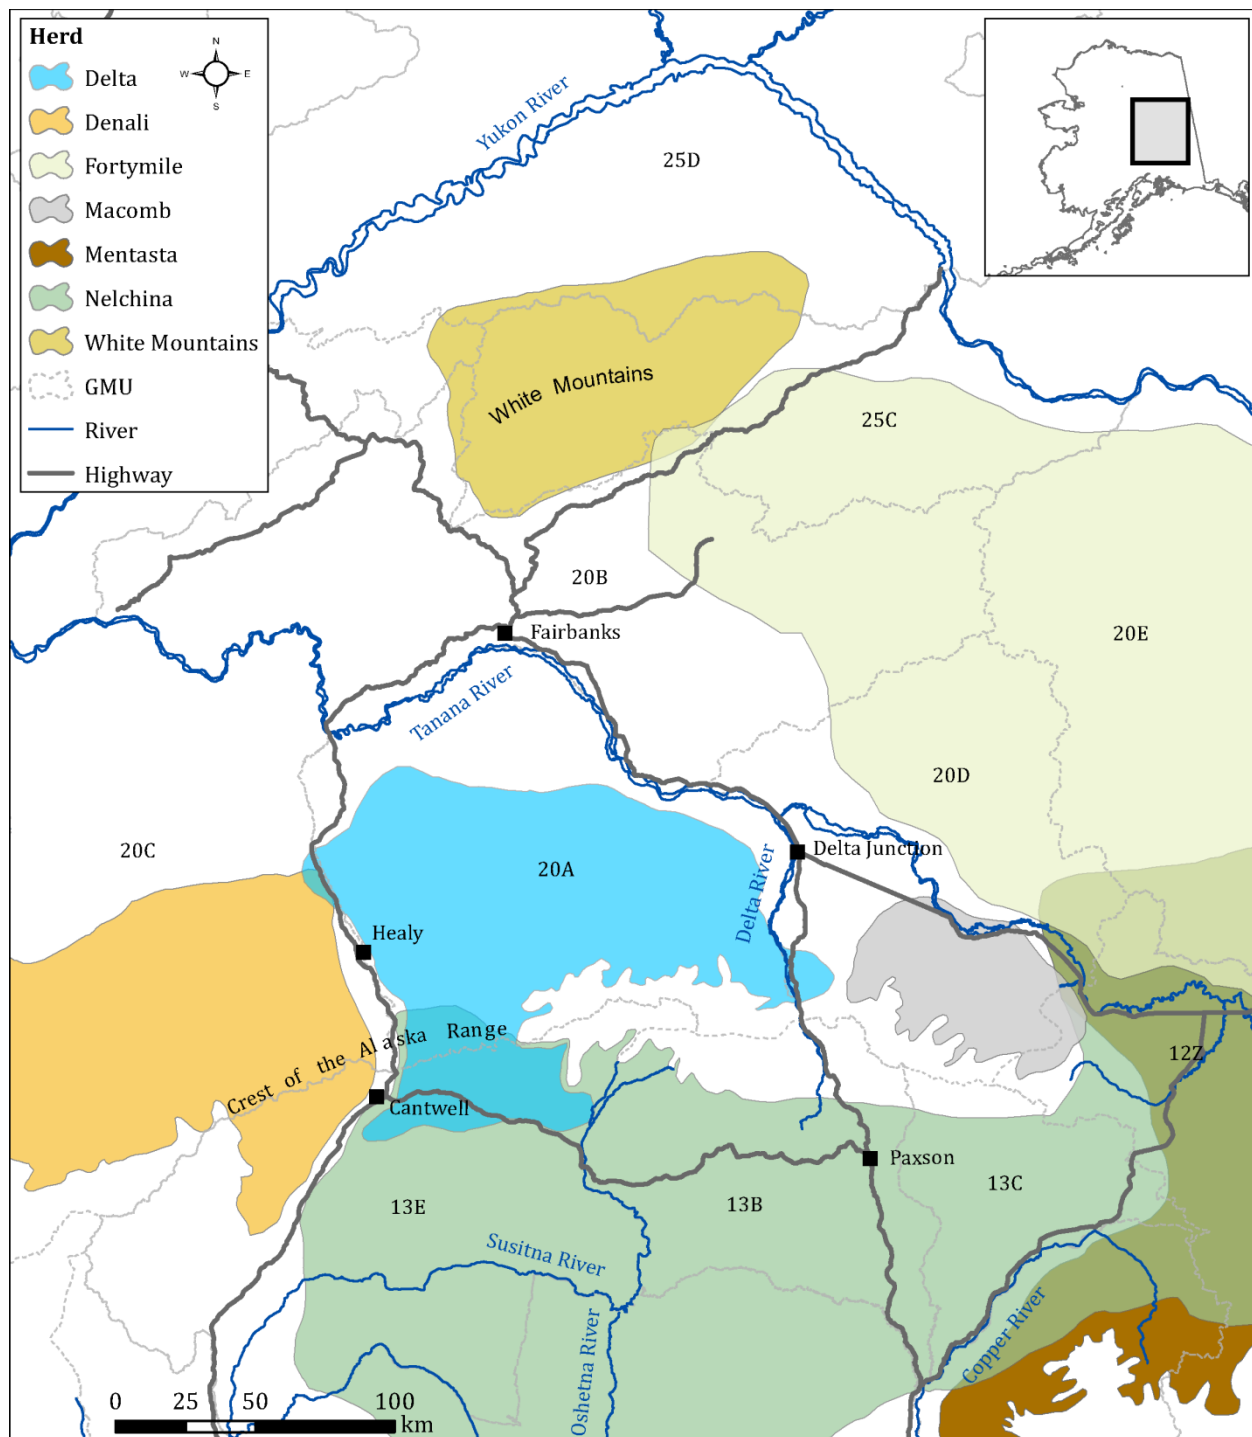 Herd
N
W E
S
Delta
Denali
Fortymile
Macomb
Mentasta
Nelchina
White Mountains
GMU
River
Highway
Yukon River
25D
White Mountains
25C
20B
Fairbanks
20E
Tanana River
20D
20C
20A
Delta Junction
Delta River
Healy
Crest of the Alaska Range
12Z
Cantwell
Paxson
13E
13B
13C
Susitna River
Oshetna River
Copper River
0 25 50 100
km